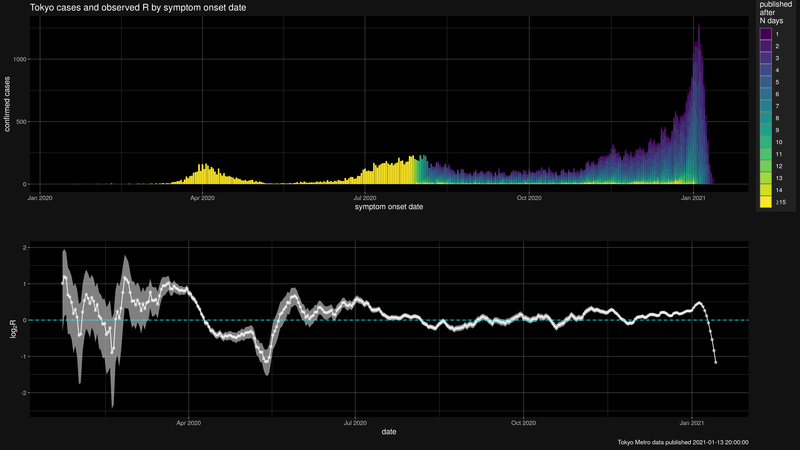 Tokyo cases and observed R by symptom onset date
published
after
N days
1
2
3
4
5
6
7
8
9
10
11
12
13
14
≥15
confirmed cases
1000
500
0
Jan 2020
Apr 2020
Jul 2020
Oct 2020
Jan 2021
symptom onset date
log₂R
2
1
0
-1
-2
Apr 2020
Jul 2020
Oct 2020
Jan 2021
date
Tokyo Metro data published 2021-01-13 20:00:00